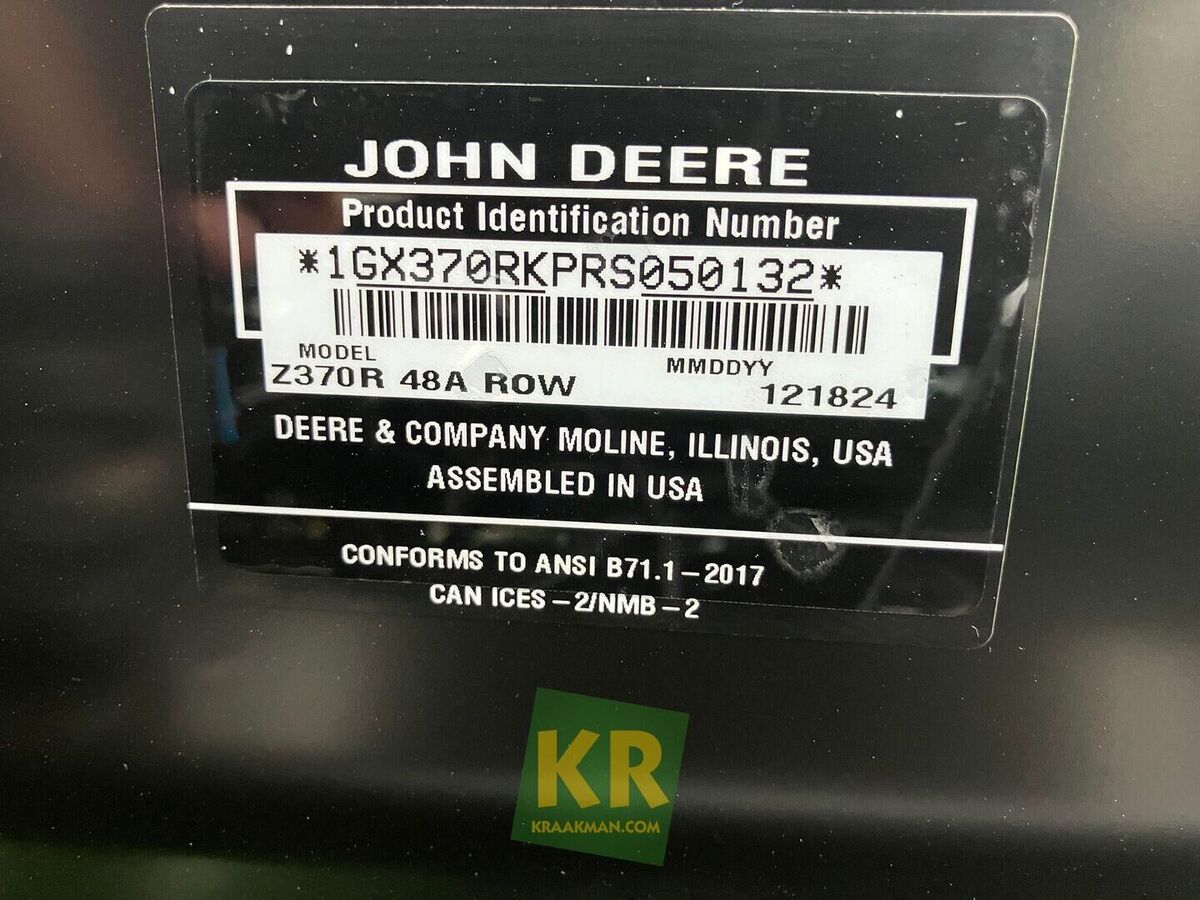 JOHN DEERE
Product Identification Number
*1GX370RKPRS050132*
MODEL
MMDDYY
Z370R 48A ROW
121824
DEERE & COMPANY MOLINE, ILLINOIS, USA
ASSEMBLED IN USA
CONFORMS TO ANSI B71.1-2017
CAN ICES-2/NMB-2
KR
KRAAKMAN.COM